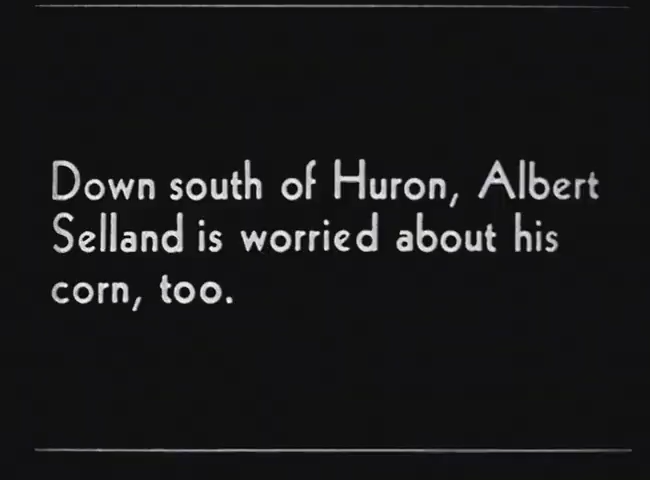 Down south of Huron, Albert
Selland is worried about his
corn, too.